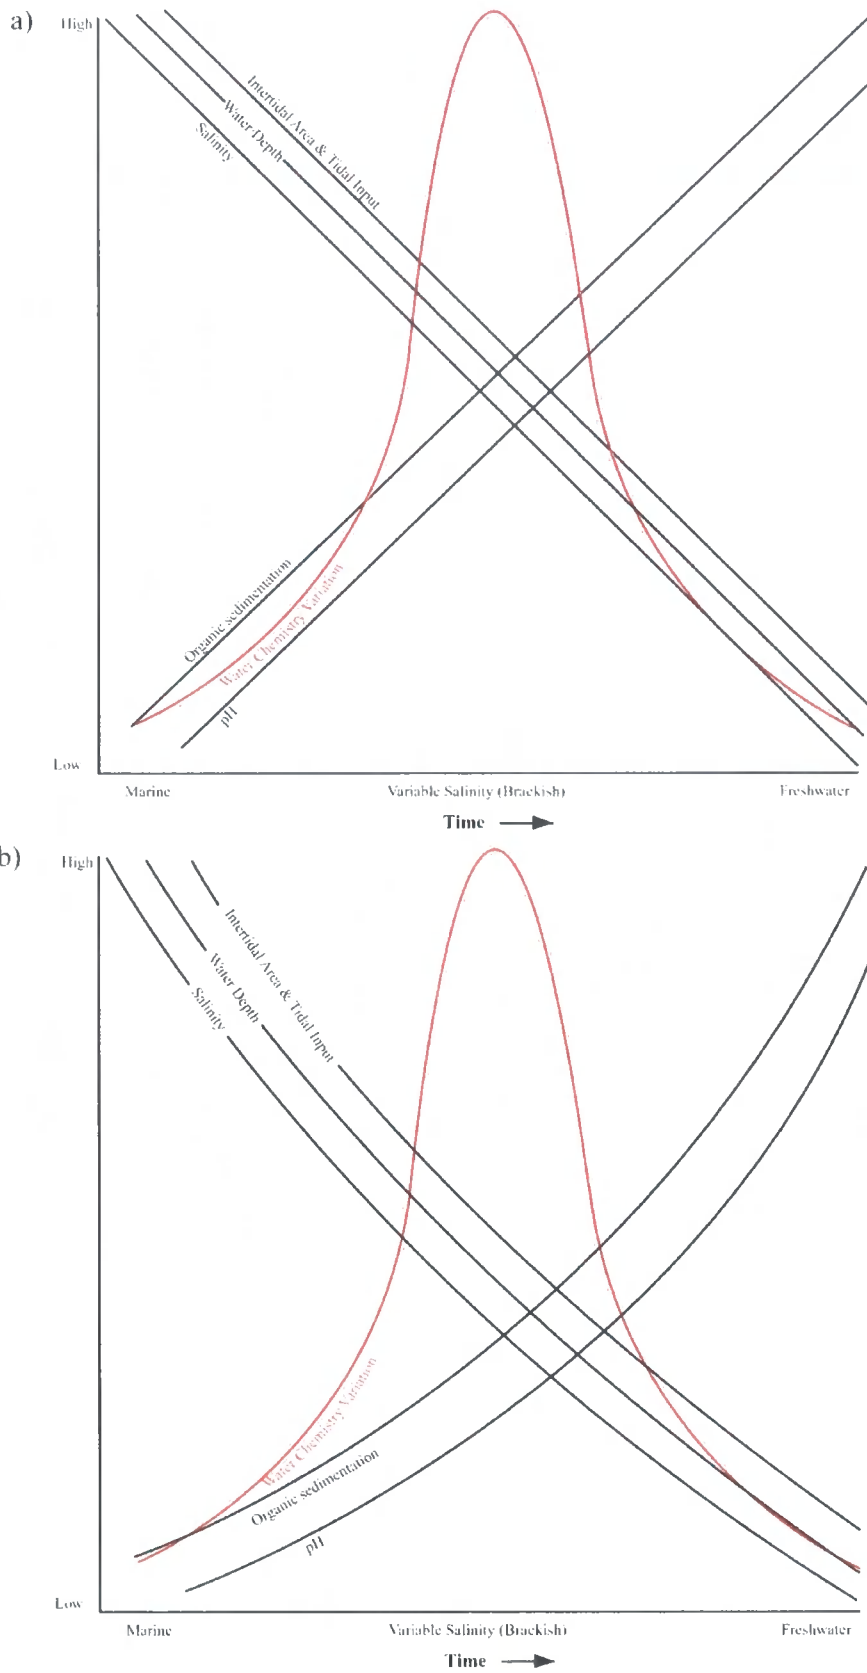 a)
High
Intertidal Area & Tidal Input
Water Depth
Salinity
Organic sedimentation
Water Chemistry Variation
pH
Low
Marine
Variable Salinity (Brackish)
Freshwater
Time
b)
High
Intertidal Area & Tidal Input
Water Depth
Salinity
Water Chemistry Variation
Organic sedimentation
pH
Low
Marine
Variable Salinity (Brackish)
Freshwater
Time